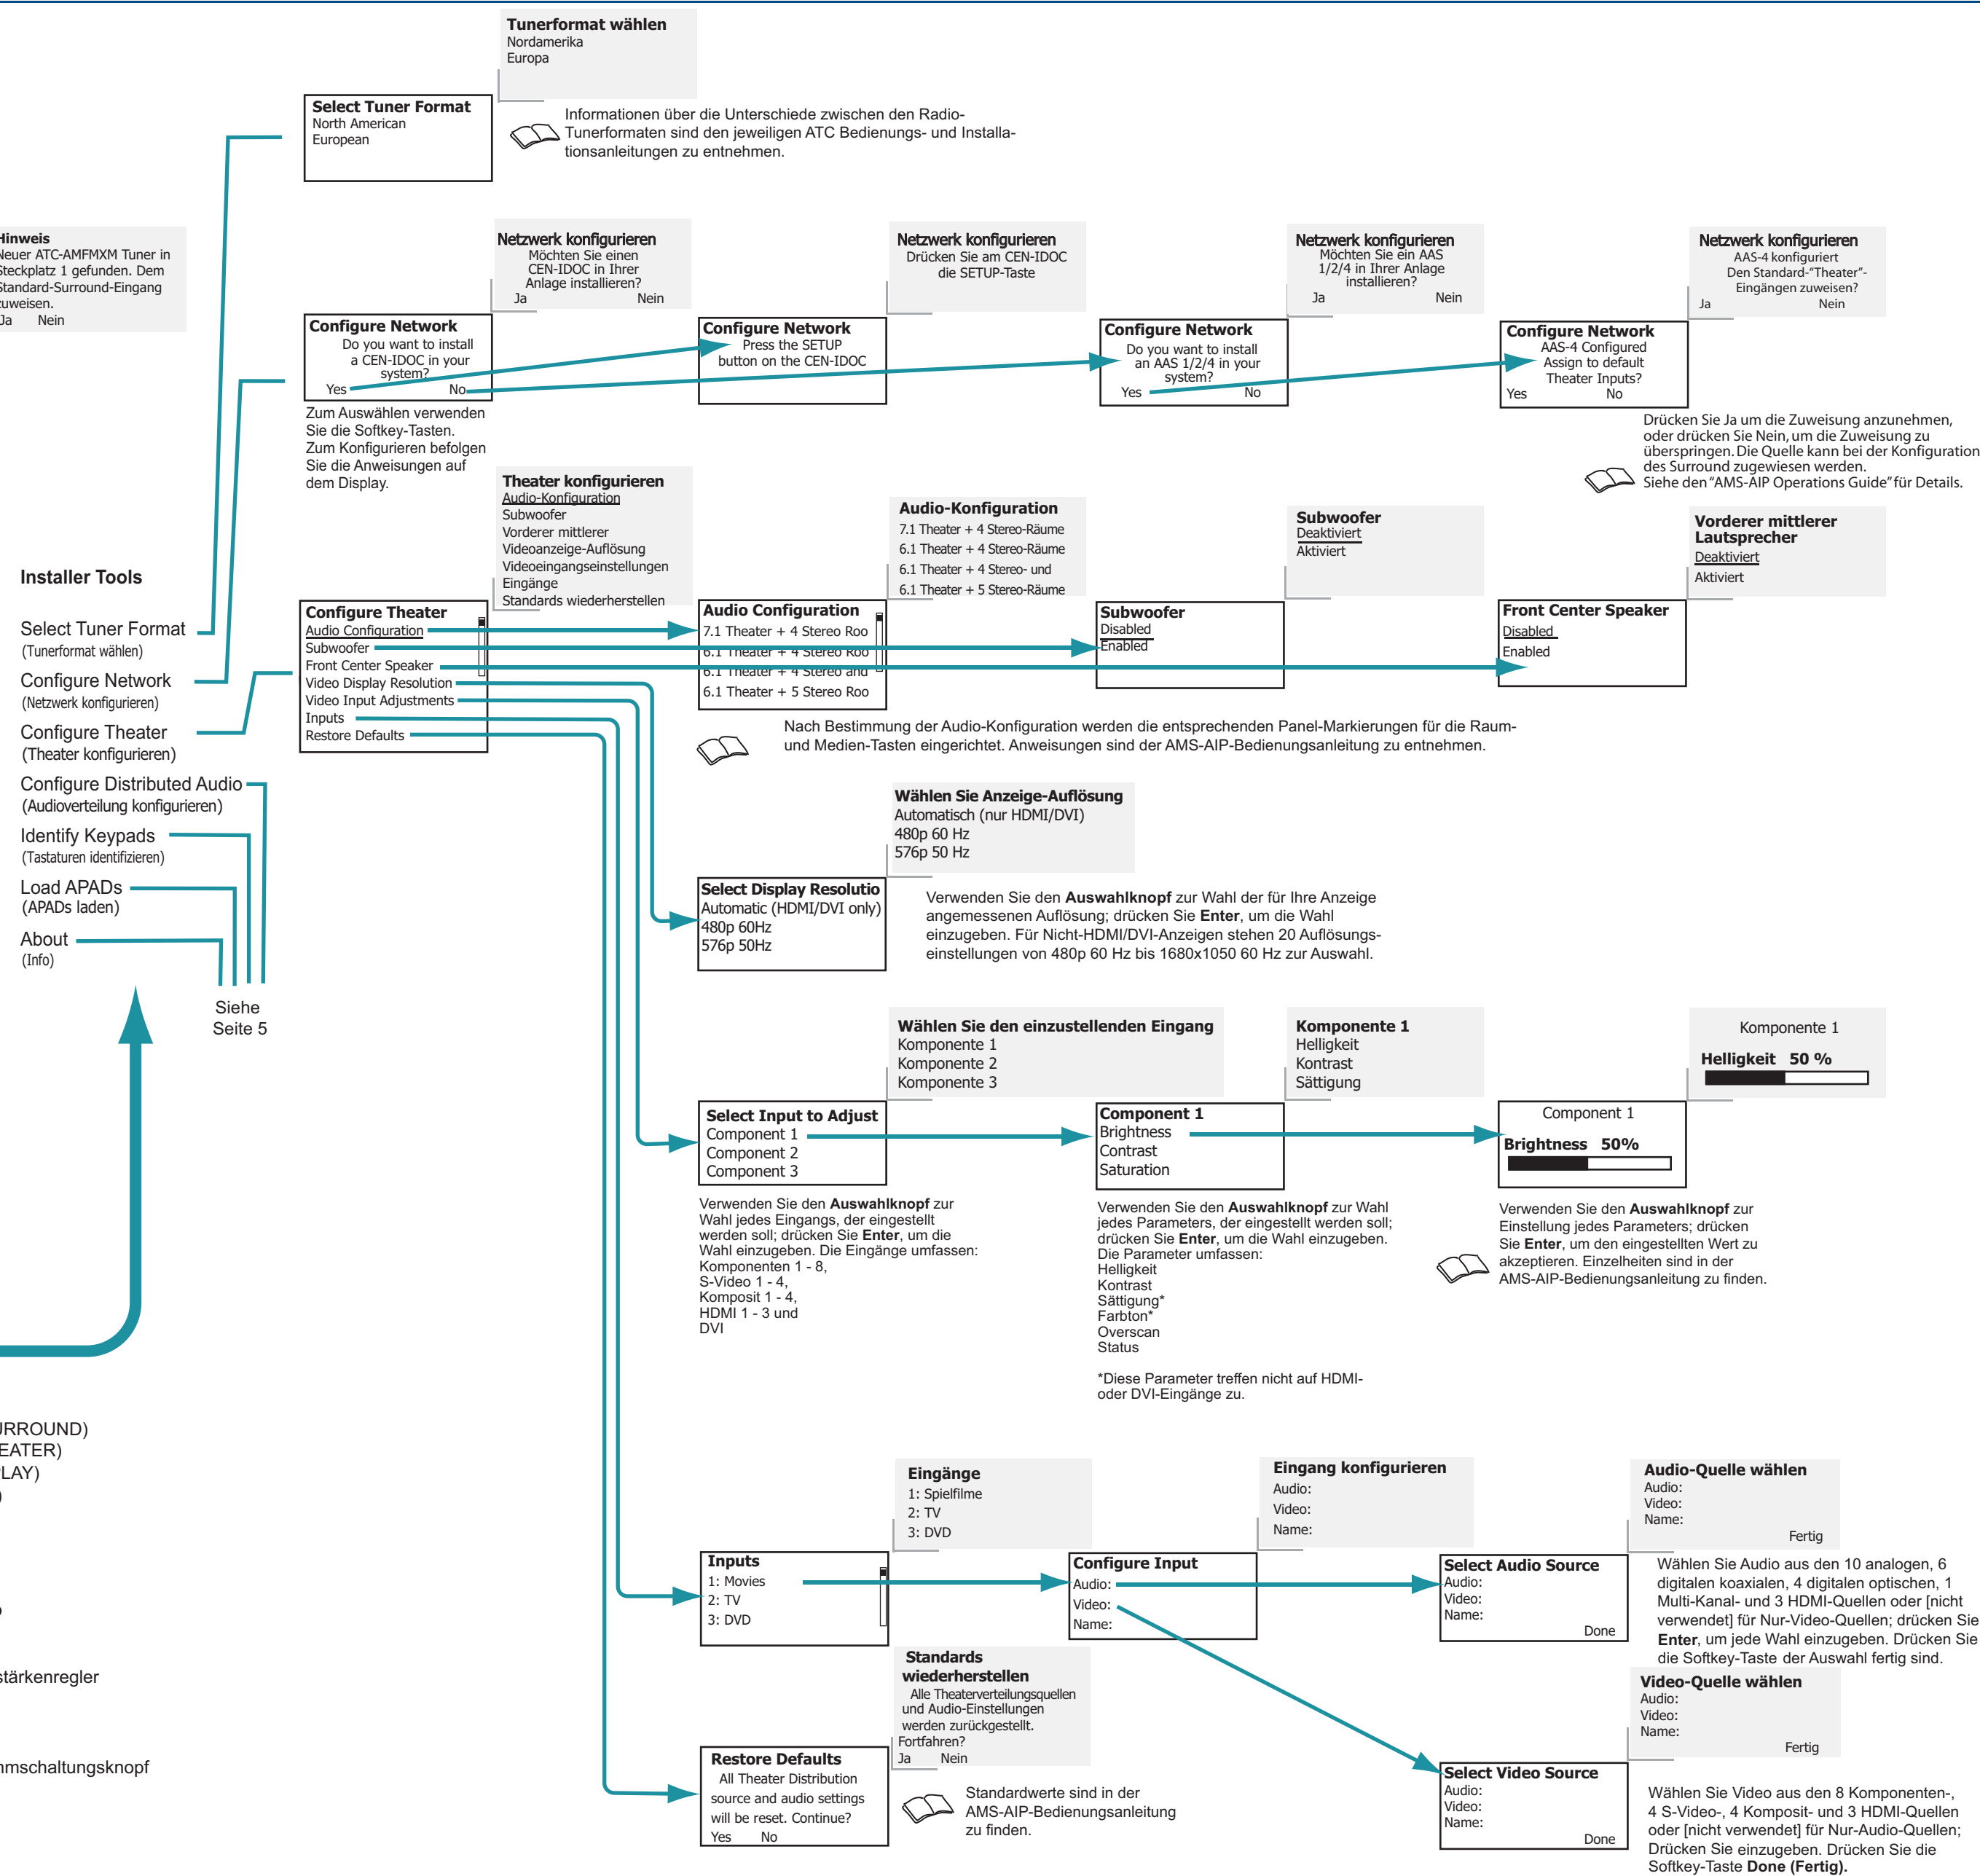 Tunerformat wählen
Nordamerika
Europa
Select Tuner Format
North American
European
Informationen über die Unterschiede zwischen den Radio-
Tunerformaten sind den jeweiligen ATC Bedienungs- und Installa-
tionsanleitungen zu entnehmen.
Hinweis
Neuer ATC-AMFMXM Tuner in
Steckplatz 1 gefunden. Dem
Standard-Surround-Eingang
zuweisen.
Ja Nein
Netzwerk konfigurieren
Möchten Sie einen
CEN-IDOC in Ihrer
Anlage installieren?
Ja Nein
Configure Network
Do you want to install
a CEN-IDOC in your
system?
Yes No
Zum Auswählen verwenden
Sie die Softkey-Tasten.
Zum Konfigurieren befolgen
Sie die Anweisungen auf
dem Display.
Netzwerk konfigurieren
Drücken Sie am CEN-IDOC
die SETUP-Taste
Configure Network
Press the SETUP
button on the CEN-IDOC
Netzwerk konfigurieren
Möchten Sie ein AAS
1/2/4 in Ihrer Anlage
installieren?
Ja Nein
Configure Network
Do you want to install
an AAS 1/2/4 in your
system?
Yes No
Netzwerk konfigurieren
AAS-4 konfiguriert
Den Standard-“Theater”-
Eingängen zuweisen?
Ja Nein
Configure Network
AAS-4 Configured
Assign to default
Theater Inputs?
Yes No
Drücken Sie Ja um die Zuweisung anzunehmen,
oder drücken Sie Nein, um die Zuweisung zu
überspringen. Die Quelle kann bei der Konfiguration
des Surround zugewiesen werden.
Siehe den “AMS-AIP Operations Guide” für Details.
Installer Tools
Select Tuner Format
(Tunerformat wählen)
Configure Network
(Netzwerk konfigurieren)
Configure Theater
(Theater konfigurieren)
Configure Distributed Audio
(Audioverteilung konfigurieren)
Identify Keypads
(Tastaturen identifizieren)
Load APADs
(APADs laden)
About
(Info)
Siehe
Seite 5
Theater konfigurieren
Audio-Konfiguration
Subwoofer
Vorderer mittlerer
Videoanzeige-Auflösung
Videoeingangseinstellungen
Eingänge
Standards wiederherstellen
Configure Theater
Audio Configuration
Subwoofer
Front Center Speaker
Video Display Resolution
Video Input Adjustments
Inputs
Restore Defaults
Audio-Konfiguration
7.1 Theater + 4 Stereo-Räume
6.1 Theater + 4 Stereo-Räume
6.1 Theater + 4 Stereo- und
6.1 Theater + 5 Stereo-Räume
Audio Configuration
7.1 Theater + 4 Stereo Roo
6.1 Theater + 4 Stereo Roo
6.1 Theater + 4 Stereo and
6.1 Theater + 5 Stereo Roo
Subwoofer
Deaktiviert
Aktiviert
Subwoofer
Disabled
Enabled
Vorderer mittlerer
Lautsprecher
Deaktiviert
Aktiviert
Front Center Speaker
Disabled
Enabled
Nach Bestimmung der Audio-Konfiguration werden die entsprechenden Panel-Markierungen für die Raum-
und Medien-Tasten eingerichtet. Anweisungen sind der AMS-AIP-Bedienungsanleitung zu entnehmen.
Wählen Sie Anzeige-Auflösung
Automatisch (nur HDMI/DVI)
480p 60 Hz
576p 50 Hz
Select Display Resolutio
Automatic (HDMI/DVI only)
480p 60Hz
576p 50Hz
Verwenden Sie den Auswahlknopf zur Wahl der für Ihre Anzeige
angemessenen Auflösung; drücken Sie Enter, um die Wahl
einzugeben. Für Nicht-HDMI/DVI-Anzeigen stehen 20 Auflösungs-
einstellungen von 480p 60 Hz bis 1680x1050 60 Hz zur Auswahl.
Wählen Sie den einzustellenden Eingang
Komponente 1
Komponente 2
Komponente 3
Select Input to Adjust
Component 1
Component 2
Component 3
Verwenden Sie den Auswahlknopf zur
Wahl jedes Eingangs, der eingestellt
werden soll; drücken Sie Enter, um die
Wahl einzugeben. Die Eingänge umfassen:
Komponenten 1 - 8,
S-Video 1 - 4,
Komposit 1 - 4,
HDMI 1 - 3 und
DVI
Komponente 1
Helligkeit
Kontrast
Sättigung
Component 1
Brightness
Contrast
Saturation
Verwenden Sie den Auswahlknopf zur Wahl
jedes Parameters, der eingestellt werden soll;
drücken Sie Enter, um die Wahl einzugeben.
Die Parameter umfassen:
Helligkeit
Kontrast
Sättigung*
Farbton*
Overscan
Status
*Diese Parameter treffen nicht auf HDMI-
oder DVI-Eingänge zu.
Komponente 1
Helligkeit 50 %
Component 1
Brightness 50%
Verwenden Sie den Auswahlknopf zur
Einstellung jedes Parameters; drücken
Sie Enter, um den eingestellten Wert zu
akzeptieren. Einzelheiten sind in der
AMS-AIP-Bedienungsanleitung zu finden.
URROUND)
EATER)
PLAY)
)
stärkenregler
mmschaltungsknopf
Eingänge
1: Spielfilme
2: TV
3: DVD
Inputs
1: Movies
2: TV
3: DVD
Eingang konfigurieren
Audio:
Video:
Name:
Configure Input
Audio:
Video:
Name:
Audio-Quelle wählen
Audio:
Video:
Name:
Fertig
Select Audio Source
Audio:
Video:
Name:
Done
Wählen Sie Audio aus den 10 analogen, 6
digitalen koaxialen, 4 digitalen optischen, 1
Multi-Kanal- und 3 HDMI-Quellen oder [nicht
verwendet] für Nur-Video-Quellen; drücken Sie
Enter, um jede Wahl einzugeben. Drücken Sie
die Softkey-Taste der Auswahl fertig sind.
Standards
wiederherstellen
Alle Theaterverteilungsquellen
und Audio-Einstellungen
werden zurückgestellt.
Fortfahren?
Ja Nein
Restore Defaults
All Theater Distribution
source and audio settings
will be reset. Continue?
Yes No
Standardwerte sind in der
AMS-AIP-Bedienungsanleitung
zu finden.
Video-Quelle wählen
Audio:
Video:
Name:
Fertig
Select Video Source
Audio:
Video:
Name:
Done
Wählen Sie Video aus den 8 Komponenten-,
4 S-Video-, 4 Komposit- und 3 HDMI-Quellen
oder [nicht verwendet] für Nur-Audio-Quellen;
Drücken Sie einzugeben. Drücken Sie die
Softkey-Taste Done (Fertig).